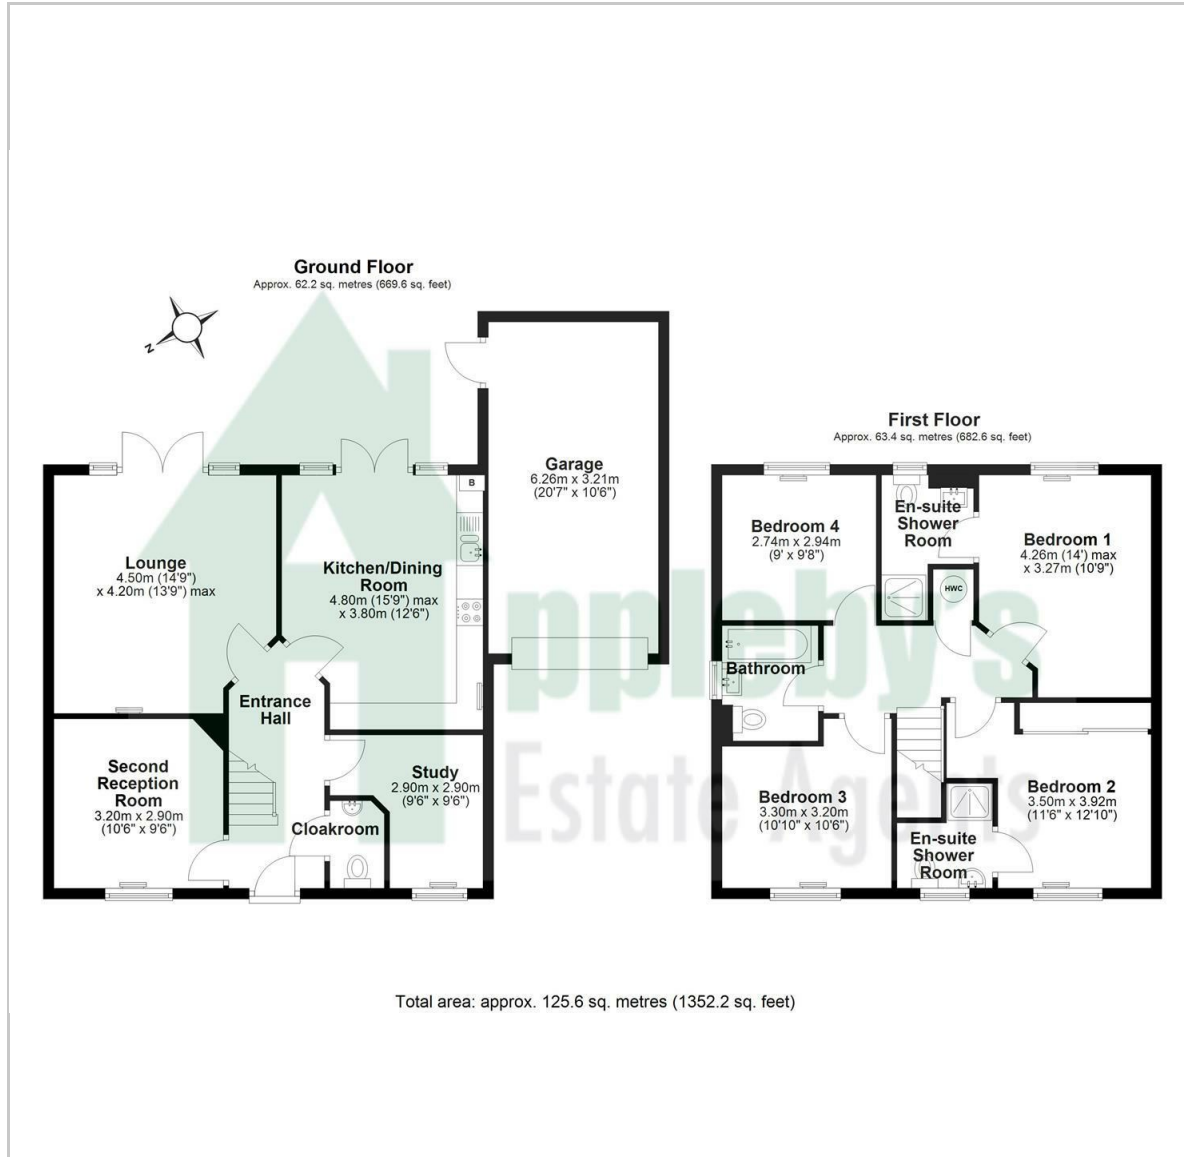 Ground Floor
Approx. 62.2 sq. metres (669.6 sq. feet)
N
Lounge
4.50m (14'9")
x 4.20m (13'9") max
Kitchen/Dining
Room
4.80m (15'9") max
x 3.80m (12'6")
B
Garage
6.26m x 3.21m
(20'7" x 10'6")
Entrance
Hall
Second
Reception
Room
3.20m x 2.90m
(10'6" x 9'6")
Study
2.90m x 2.90m
(9'6" x 9'6")
Cloakroom
First Floor
Approx. 63.4 sq. metres (682.6 sq. feet)
Bedroom 4
2.74m x 2.94m
(9' x 9'8")
En-suite
Shower
Room
Bedroom 1
4.26m (14') max
x 3.27m (10'9")
HWC
Bathroom
Bedroom 3
3.30m x 3.20m
(10'10" x 10'6")
Bedroom 2
3.50m x 3.92m
(11'6" x 12'10")
En-suite
Shower
Room
ppleby's
Estate Agents
Total area: approx. 125.6 sq. metres (1352.2 sq. feet)